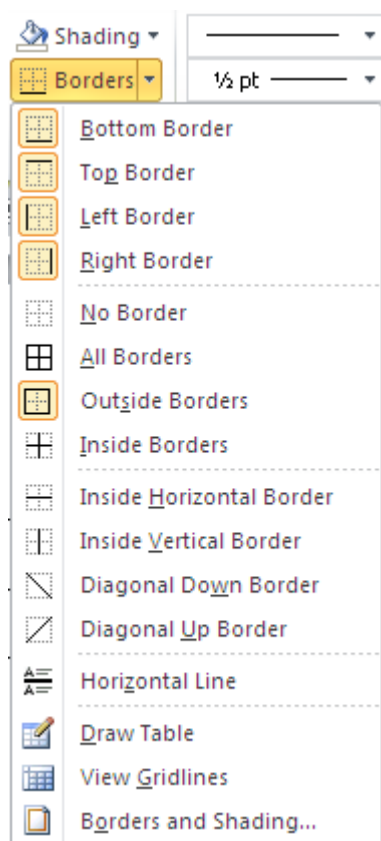 Shading
Borders
½ pt
Bottom Border
Top Border
Left Border
Right Border
No Border
All Borders
Outside Borders
Inside Borders
Inside Horizontal Border
Inside Vertical Border
Diagonal Down Border
Diagonal Up Border
Horizontal Line
Draw Table
View Gridlines
Borders and Shading...